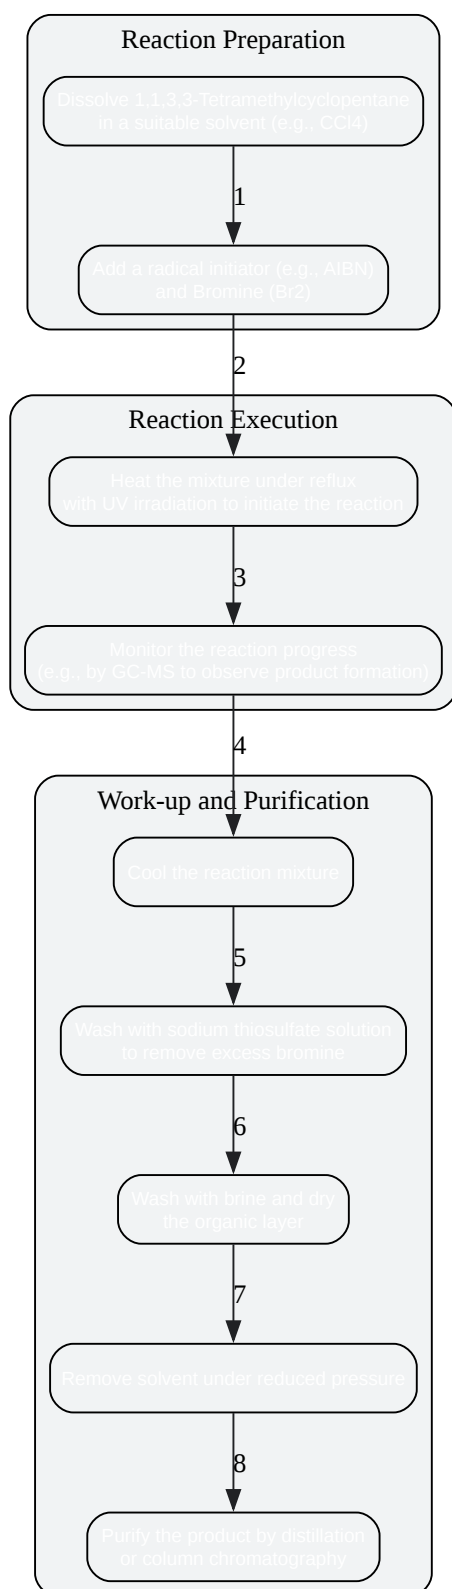 Reaction Preparation
Dissolve 1,1,3,3-Tetramethylcyclopentane
in a suitable solvent (e.g., CCl4)
1
Add a radical initiator (e.g., AIBN)
and Bromine (Br2)
2
Reaction Execution
Heat the mixture under reflux
with UV irradiation to initiate the reaction
3
Monitor the reaction progress
(e.g., by GC-MS to observe product formation)
4
Work-up and Purification
Cool the reaction mixture
5
Wash with sodium thiosulfate solution
to remove excess bromine
6
Wash with brine and dry
the organic layer
7
Remove solvent under reduced pressure
8
Purify the product by distillation
or column chromatography